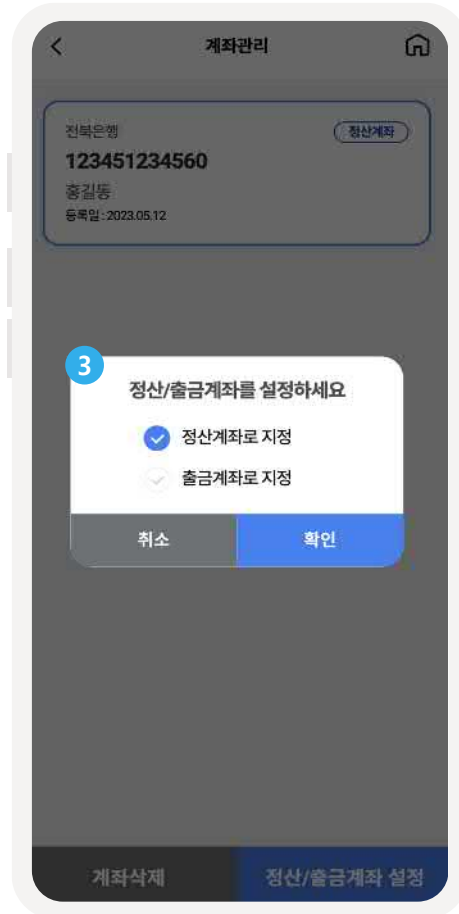 계좌관리
전북은행
정산계좌
123451234560
홍길동
등록일 : 2023.05.12
3
정산/출금계좌를 설정하세요
정산계좌로 지정
출금계좌로 지정
취소
확인
계좌삭제
정산/출금계좌 설정